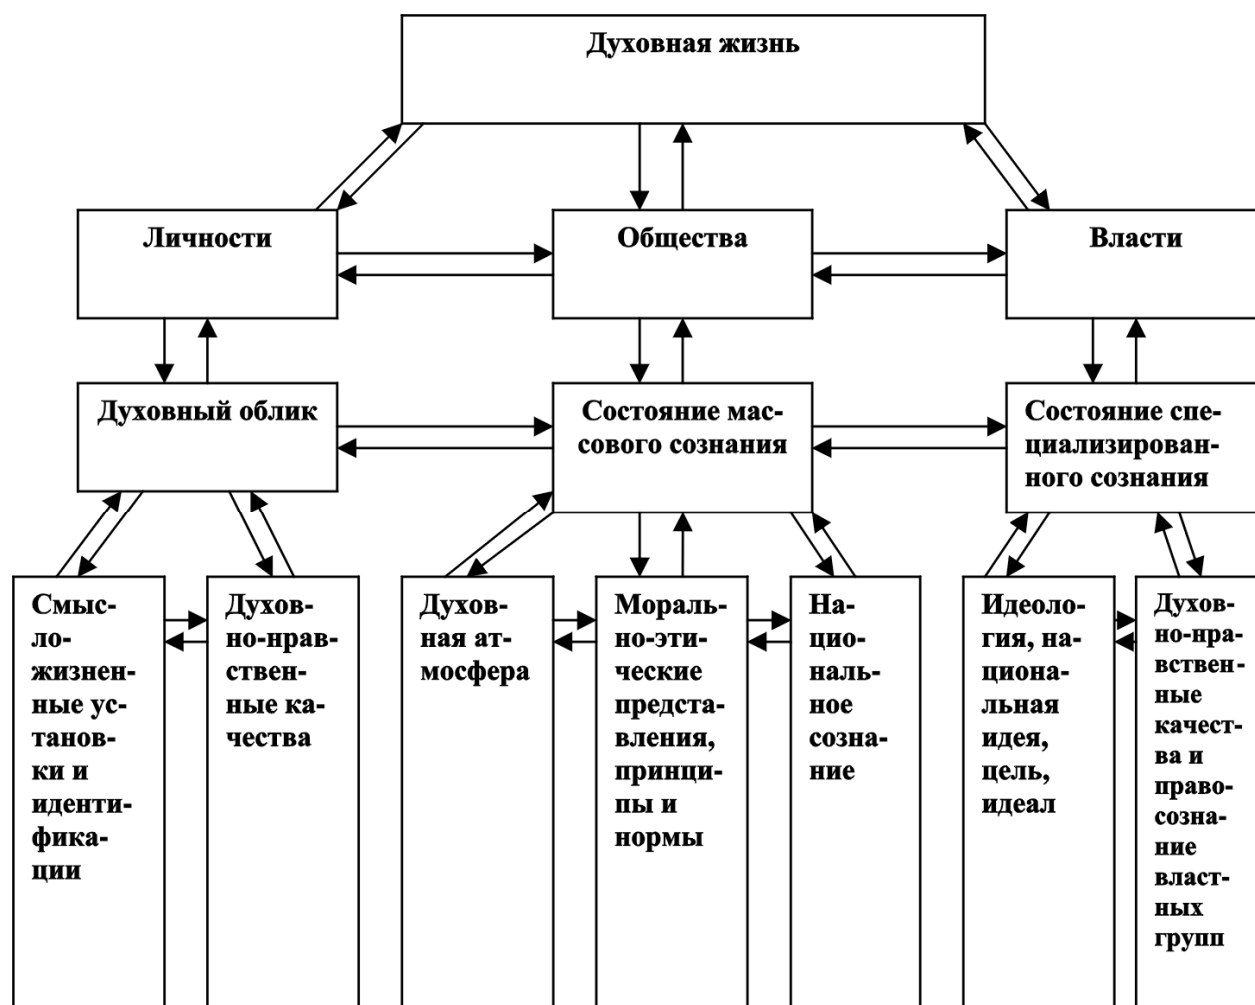 Духовная жизнь
Личности
Общества
Власти
Духовный облик
Состояние мас-
сового сознания
Состояние спе-
циализирован-
ного сознания
Смыс-
ло-
жизнен-
ные ус-
танов-
ки и
иденти-
фика-
ции
Духов-
но-нрав-
ствен-
ные ка-
чества
Духов-
ная ат-
мосфера
Мораль-
но-эти-
ческие
предста-
вления,
принци-
пы и
нормы
На-
цио-
наль-
ное
созна-
ние
Идеоло-
гия, на-
циона-
льная
идея,
цель,
идеал
Духов-
но-нра-
вствен-
ные
качест-
ва и
право-
созна-
ние
власт-
ных
групп